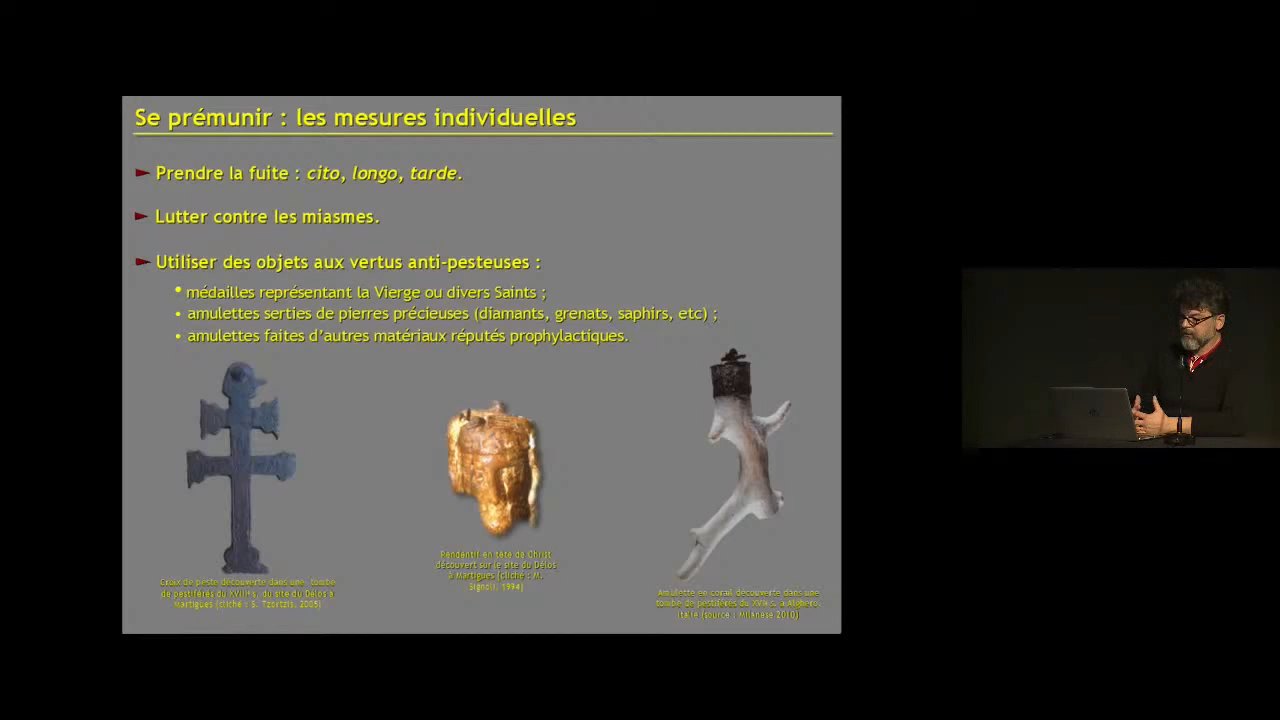 Se prémunir : les mesures individuelles
► Prendre la fuite : cito, longo, tarde.
► Lutter contre les miasmes.
► Utiliser des objets aux vertus anti-pesteuses :
• médailles représentant la Vierge ou divers Saints ;
• amulettes serties de pierres précieuses (diamants, grenats, saphirs, etc) ;
• amulettes faites d’autres matériaux réputés prophylactiques.
Croix de peste découverte dans une tombe
de pestiférés du XVIIIe s. du site du Délos à
Martigues (cliché : S. Tzortzis, 2005)
Pendentif en tête de Christ
découvert sur le site du Délos
à Martigues (cliché : M.
Signoli, 1994)
Amulette en corail découverte dans une
tombe de pestiférés du XVIe s. à Alghero,
Italie (source : Milanese 2010)